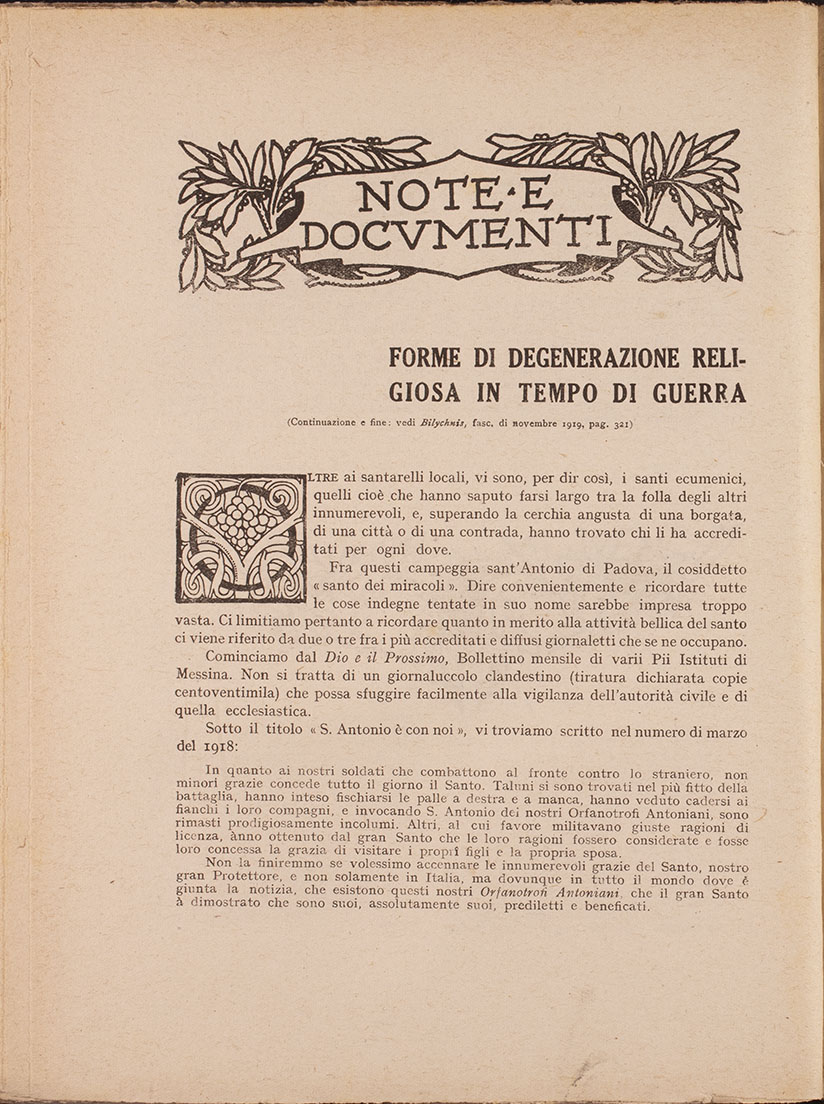 NOTE · E
DOCVMENTI
FORME DI DEGENERAZIONE RELI-
GIOSA IN TEMPO DI GUERRA
(Continuazione e fine: vedi Bilychnis, fasc. di novembre 1919, pag. 321)
OLTRE ai santarelli locali, vi sono, per dir così, i santi ecumenici,
quelli cioè che hanno saputo farsi largo tra la folla degli altri
innumerevoli, e, superando la cerchia angusta di una borgata,
di una città o di una contrada, hanno trovato chi li ha accredi-
tati per ogni dove.
Fra questi campeggia sant'Antonio di Padova, il cosiddetto
« santo dei miracoli ». Dire convenientemente e ricordare tutte
le cose indegne tentate in suo nome sarebbe impresa troppo
vasta. Ci limitiamo pertanto a ricordare quanto in merito alla attività bellica del santo
ci viene riferito da due o tre fra i più accreditati e diffusi giornaletti che se ne occupano.
Cominciamo dal Dio e il Prossimo, Bollettino mensile di varii Pii Istituti di
Messina. Non si tratta di un giornaluccolo clandestino (tiratura dichiarata copie
centoventimila) che possa sfuggire facilmente alla vigilanza dell'autorità civile e di
quella ecclesiastica.
Sotto il titolo « S. Antonio è con noi », vi troviamo scritto nel numero di marzo
del 1918:
In quanto ai nostri soldati che combattono al fronte contro lo straniero, non
minori grazie concede tutto il giorno il Santo. Taluni si sono trovati nel più fitto della
battaglia, hanno inteso fischiarsi le palle a destra e a manca, hanno veduto cadersi ai
fianchi i loro compagni, e invocando S. Antonio dei nostri Orfanotrofi Antoniani, sono
rimasti prodigiosamente incolumi. Altri, al cui favore militavano giuste ragioni di
licenza, ànno ottenuto dal gran Santo che le loro ragioni fossero considerate e fosse
loro concessa la grazia di visitare i propri figli e la propria sposa.
Non la finiremmo se volessimo accennare le innumerevoli grazie del Santo, nostro
gran Protettore, e non solamente in Italia, ma dovunque in tutto il mondo dove è
giunta la notizia, che esistono questi nostri Orfanotrofi Antoniani, che il gran Santo
à dimostrato che sono suoi, assolutamente suoi, prediletti e beneficati.